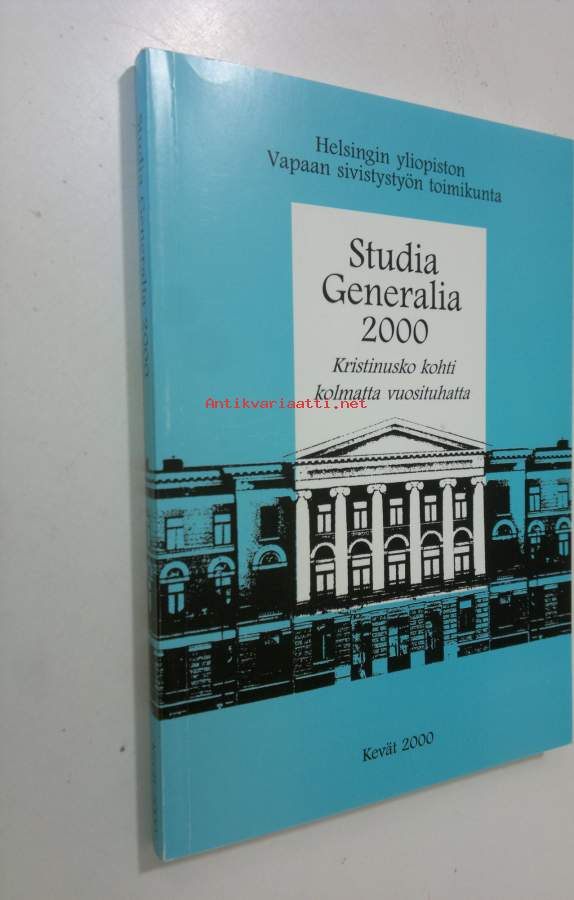 Helsingin yliopiston
Vapaan sivistystyön toimikunta
Studia
Generalia
2000
Kristinusko kohti
kolmatta vuosituhatta
Antikvariaatti.net
Kevät 2000
Studia Generalia 2000